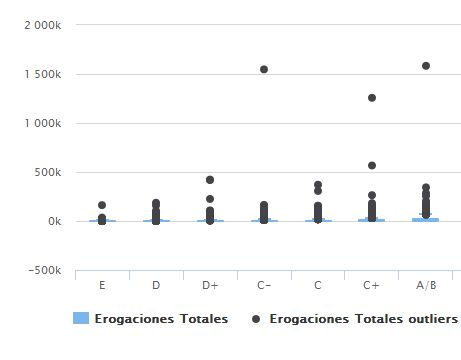 2 000k
1 500k
1 000k
500k
0k
-500k
E D D+ C- C C+ A/B
Erogaciones Totales Erogaciones Totales outliers